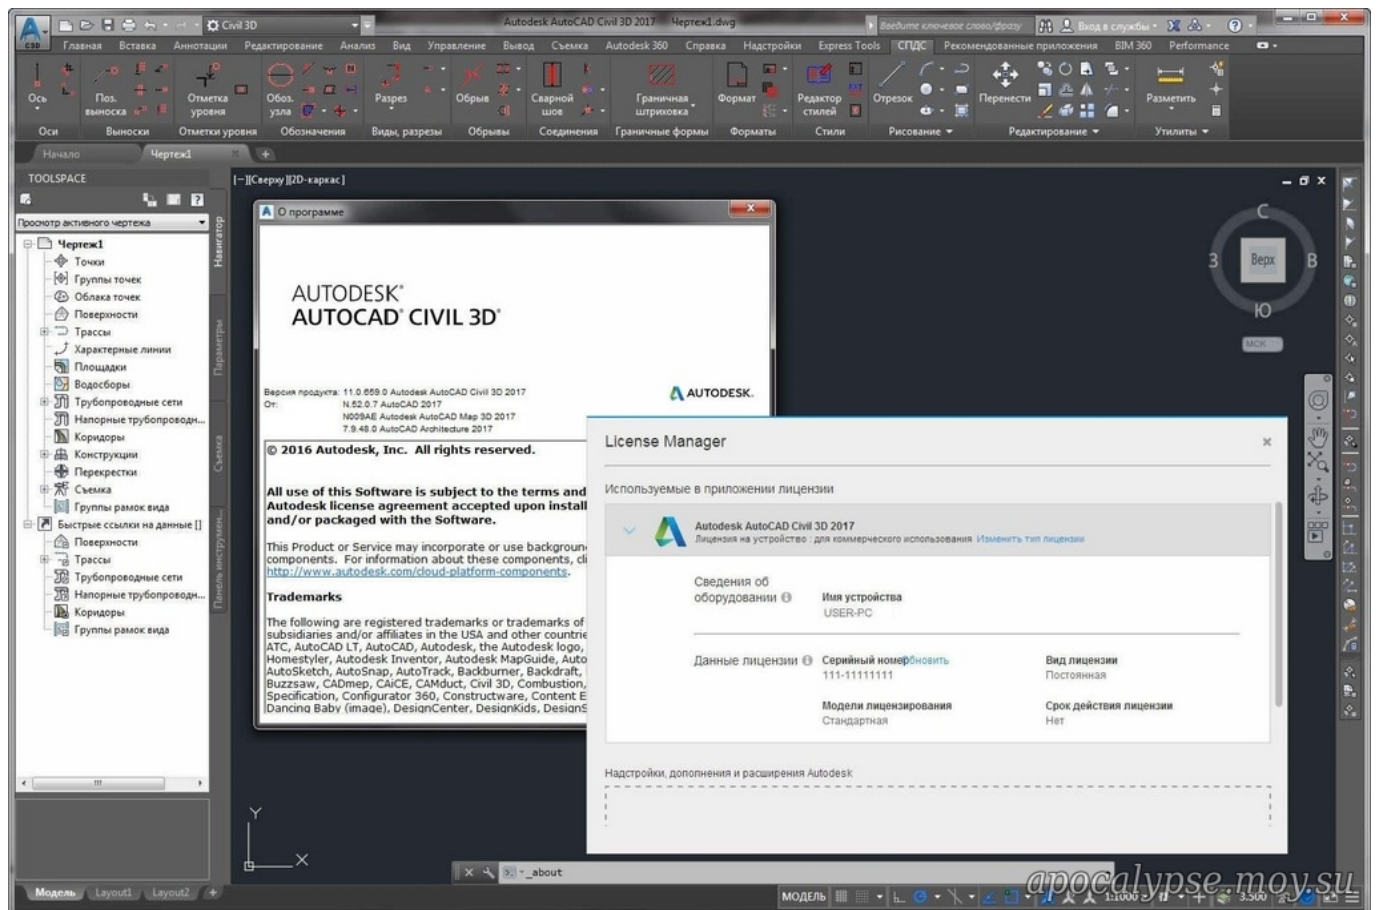 Civil 3D
Autodesk AutoCAD Civil 3D 2017 Чертеж1.dwg
Введите ключевое слово/фразу
Вход в службы
C3D
Главная Вставка Аннотации Редактирование Анализ Вид Управление Вывод Съемка Autodesk 360 Справка Надстройки Express Tools СПДС Рекомендованные приложения BIM 360 Performance
Ось
Поз. выноска
Отметка уровня
Обоз. узла
Разрез
Обрыв
Сварной шов
Граничная штриховка
Формат
Редактор стилей
Отрезок
Перенести
Разметить
Оси Выноски Отметки уровня Обозначения Виды, разрезы Обрывы Соединения Граничные формы Форматы Стили Рисование Редактирование Утилиты
Начало Чертеж1
TOOLSPACE
Просмотр активного чертежа
Чертеж1
Точки
Группы точек
Облака точек
Поверхности
Трассы
Характерные линии
Площадки
Водосборы
Трубопроводные сети
Напорные трубопроводн...
Коридоры
Конструкции
Перекрестки
Съемка
Группы рамок вида
Быстрые ссылки на данные []
Поверхности
Трассы
Трубопроводные сети
Напорные трубопроводн...
Коридоры
Группы рамок вида
Навигатор
Параметры
Съемка
Панель инструмен...
[−][Сверху][2D-каркас]
С
З
Верх
В
Ю
МСК
О программе
AUTODESK®
AUTOCAD® CIVIL 3D®
Версия продукта: 11.0.659.0 Autodesk AutoCAD Civil 3D 2017
От: N.52.0.7 AutoCAD 2017
N009AE Autodesk AutoCAD Map 3D 2017
7.9.48.0 AutoCAD Architecture 2017
AUTODESK.
© 2016 Autodesk, Inc. All rights reserved.
All use of this Software is subject to the terms and
Autodesk license agreement accepted upon install
and/or packaged with the Software.
This Product or Service may incorporate or use backgroun
components. For information about these components, cli
http://www.autodesk.com/cloud-platform-components.
Trademarks
The following are registered trademarks or trademarks of
subsidiaries and/or affiliates in the USA and other countrie
ATC, AutoCAD LT, AutoCAD, Autodesk, the Autodesk logo,
Homestyler, Autodesk Inventor, Autodesk MapGuide, Auto
AutoSketch, AutoSnap, AutoTrack, Backburner, Backdraft,
Buzzsaw, CADmep, CAiCE, CAMduct, Civil 3D, Combustion,
Specification, Configurator 360, Constructware, Content E
Dancing Baby (image), DesignCenter, DesignKids, DesignS
License Manager
Используемые в приложении лицензии
Autodesk AutoCAD Civil 3D 2017
Лицензия на устройство : для коммерческого использования Изменить тип лицензии
Сведения об оборудовании
Имя устройства
USER-PC
Данные лицензии
Серийный номер Обновить
111-11111111
Вид лицензии
Постоянная
Модели лицензирования
Стандартная
Срок действия лицензии
Нет
Надстройки, дополнения и расширения Autodesk
Y
X
_about
Модель Layout1 Layout2
МОДЕЛЬ
1:1000
3.500
apocalypse.moy.su